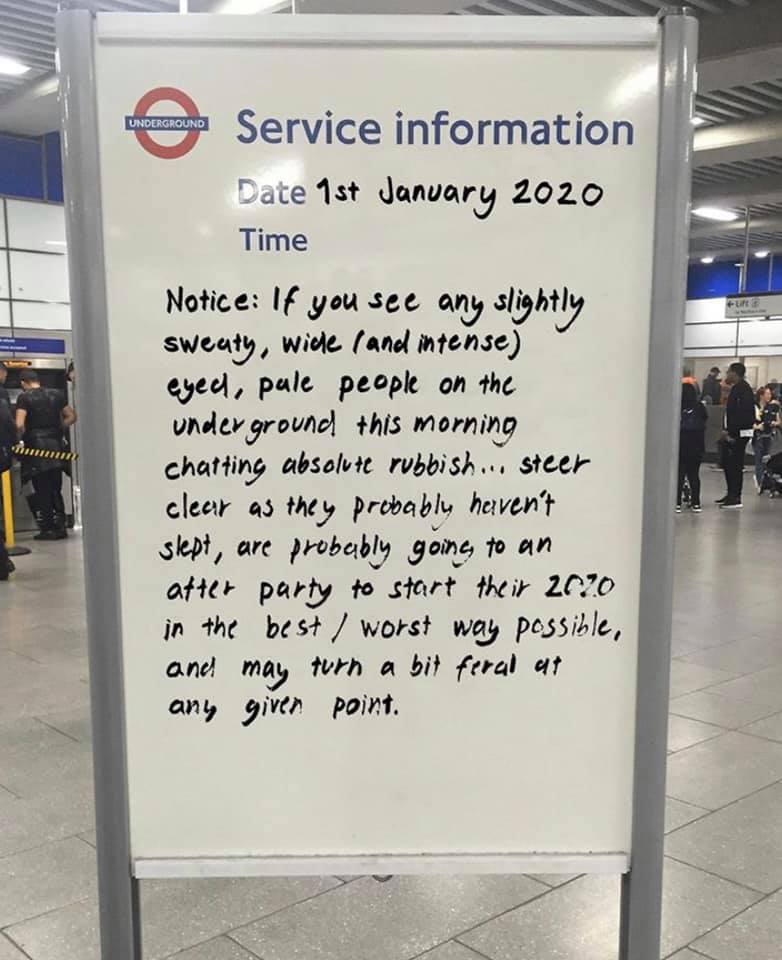 UNDERGROUND
Service information
Date 1st January 2020
Time
Notice: If you see any slightly
sweaty, wide (and intense)
eyed, pale people on the
underground this morning
chatting absolute rubbish... steer
clear as they probably haven't
slept, are probably going to an
after party to start their 2020
in the best / worst way possible,
and may turn a bit feral at
any given point.
← Lift